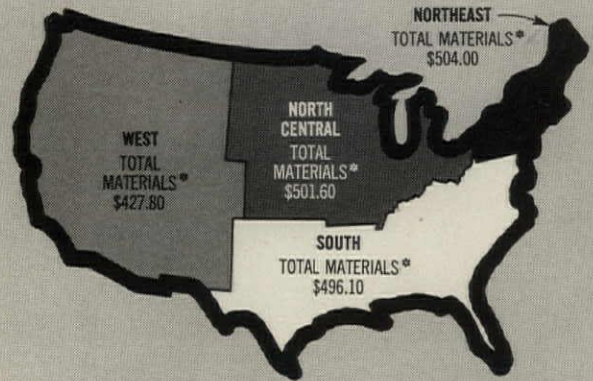 NORTHEAST
TOTAL MATERIALS*
$504.00
NORTH
CENTRAL
TOTAL
MATERIALS*
$501.60
WEST
TOTAL
MATERIALS*
$427.80
SOUTH
TOTAL MATERIALS*
$496.10